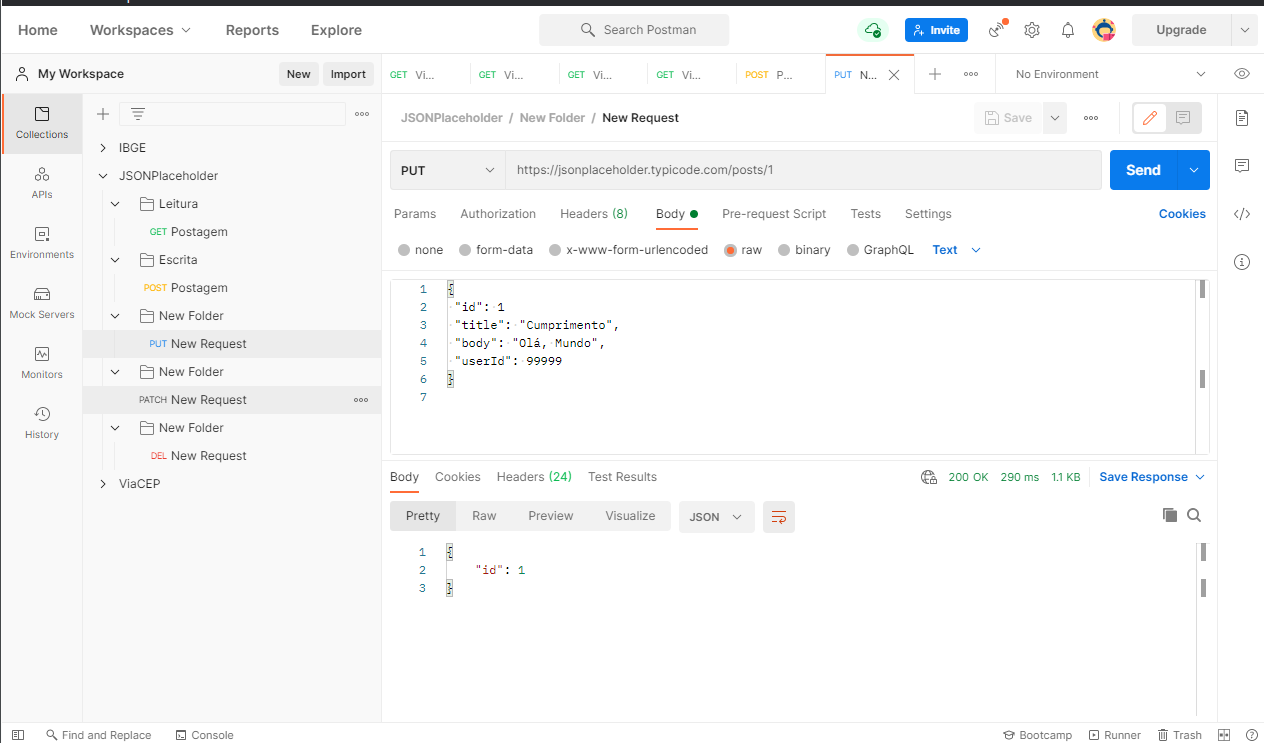 Home Workspaces Reports Explore Search Postman Invite Upgrade
My Workspace New Import GET Vi... GET Vi... GET Vi... GET Vi... POST P... PUT N... No Environment
Collections
APIs
Environments
Mock Servers
Monitors
History
IBGE
JSONPlaceholder
Leitura
GET Postagem
Escrita
POST Postagem
New Folder
PUT New Request
New Folder
PATCH New Request
New Folder
DEL New Request
ViaCEP
JSONPlaceholder / New Folder / New Request Save
PUT https://jsonplaceholder.typicode.com/posts/1 Send
Params Authorization Headers (8) Body Pre-request Script Tests Settings Cookies
none form-data x-www-form-urlencoded raw binary GraphQL Text
1 {
2 "id": 1
3 "title": "Cumprimento",
4 "body": "Olá, Mundo",
5 "userId": 99999
6 }
7
Body Cookies Headers (24) Test Results 200 OK 290 ms 1.1 KB Save Response
Pretty Raw Preview Visualize JSON
1 {
2 "id": 1
3 }
Find and Replace Console Bootcamp Runner Trash